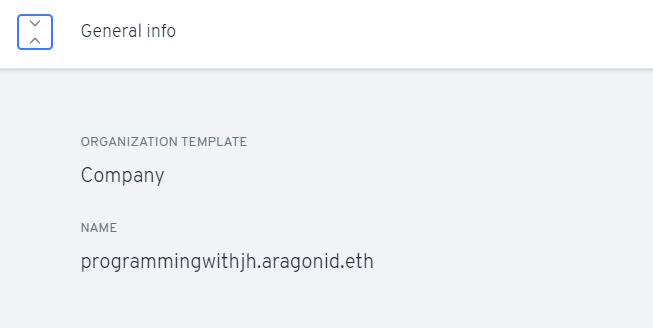 General info
ORGANIZATION TEMPLATE
Company
NAME
programmingwithjh.aragonid.eth